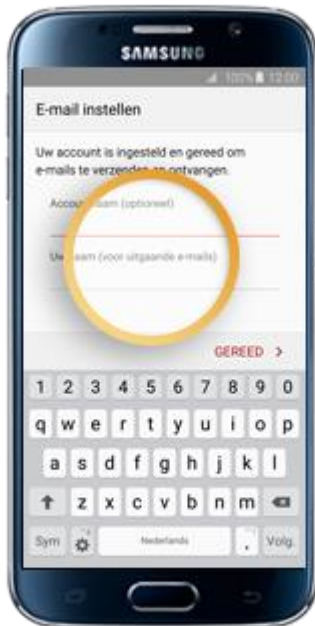 SAMSUNG
100% 12:00
E-mail instellen
Uw account is ingesteld en gereed om
e-mails te verzenden en ontvangen.
Accountnaam (optioneel)
Uw naam (voor uitgaande e-mails)
GEREED >
1 2 3 4 5 6 7 8 9 0
q w e r t y u i o p
a s d f g h j k l
z x c v b n m
Sym Nederlands . Volg.